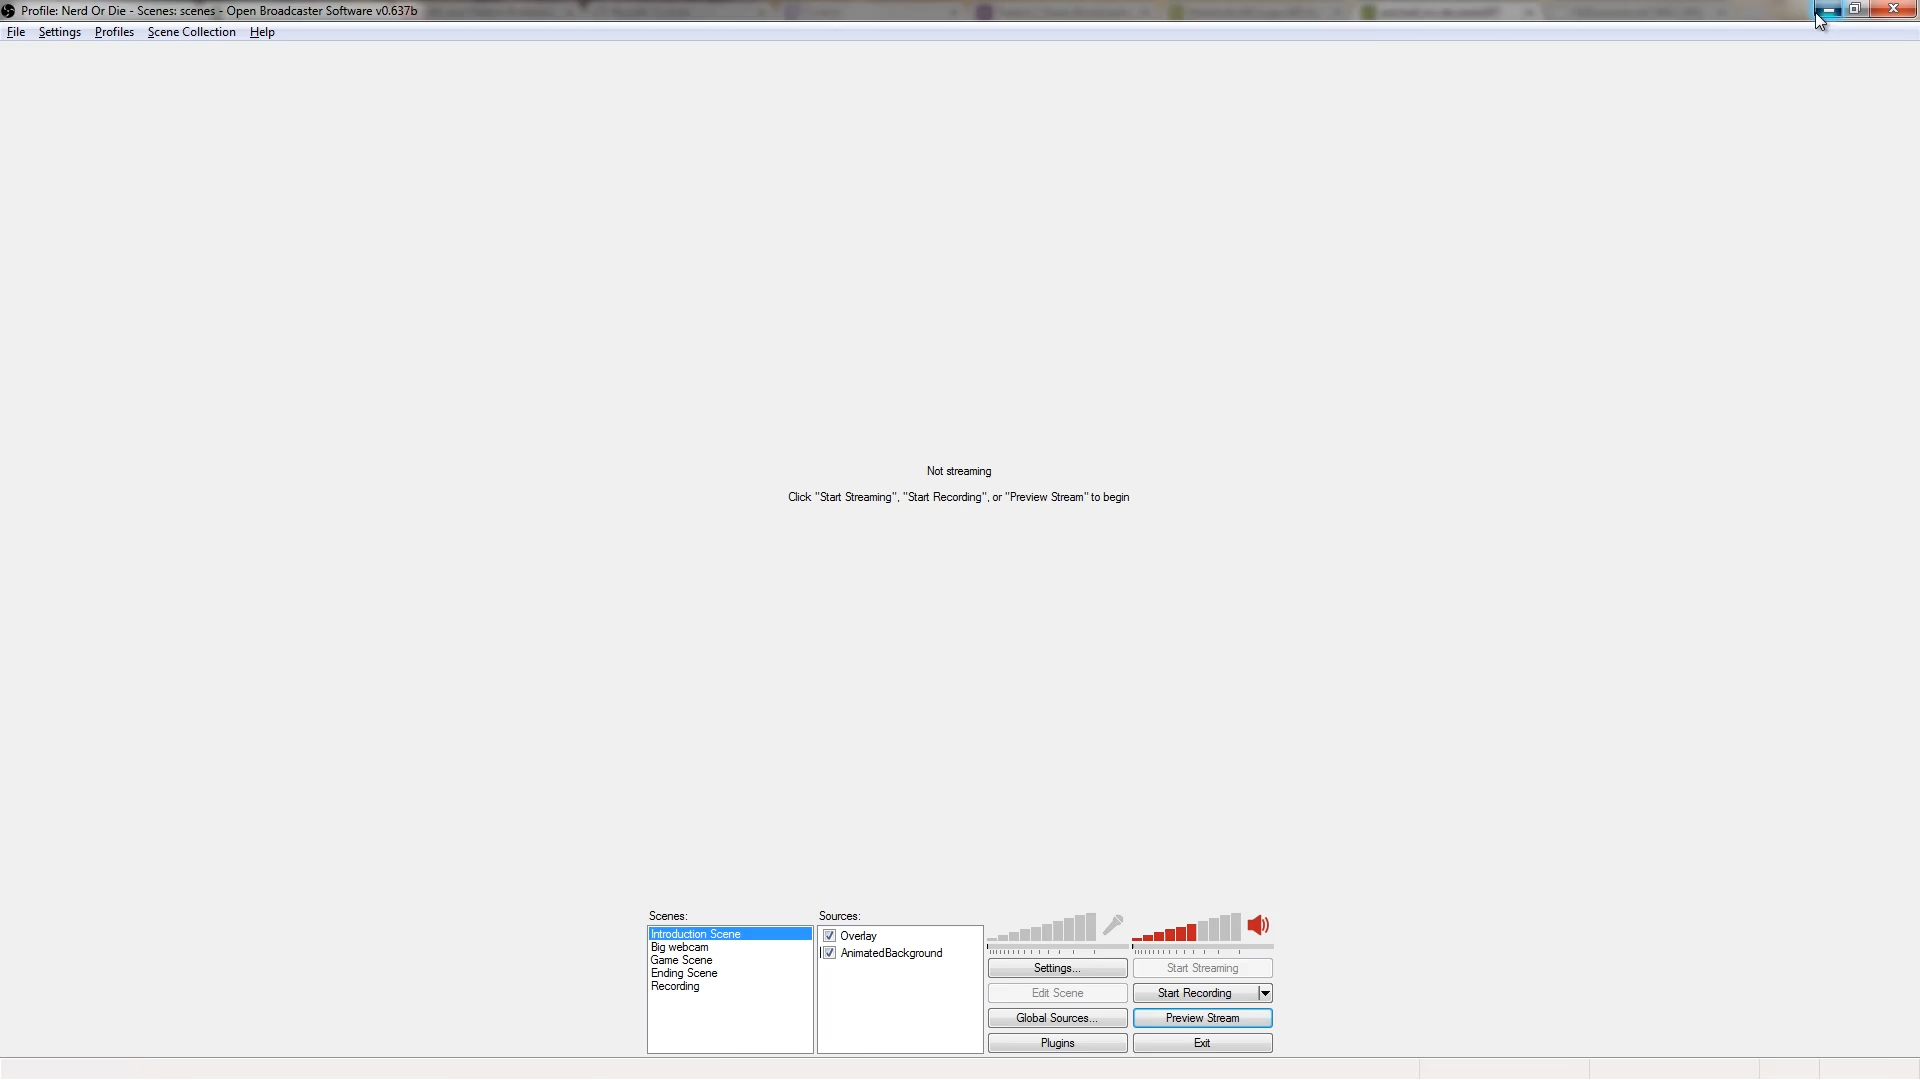 Profile: Nerd Or Die - Scenes: scenes - Open Broadcaster Software v0.637b
File Settings Profiles Scene Collection Help
Not streaming
Click "Start Streaming", "Start Recording", or "Preview Stream" to begin
Scenes:
Introduction Scene
Big webcam
Game Scene
Ending Scene
Recording
Sources:
Overlay
AnimatedBackground
Settings...
Start Streaming
Edit Scene
Start Recording
Global Sources...
Preview Stream
Plugins
Exit